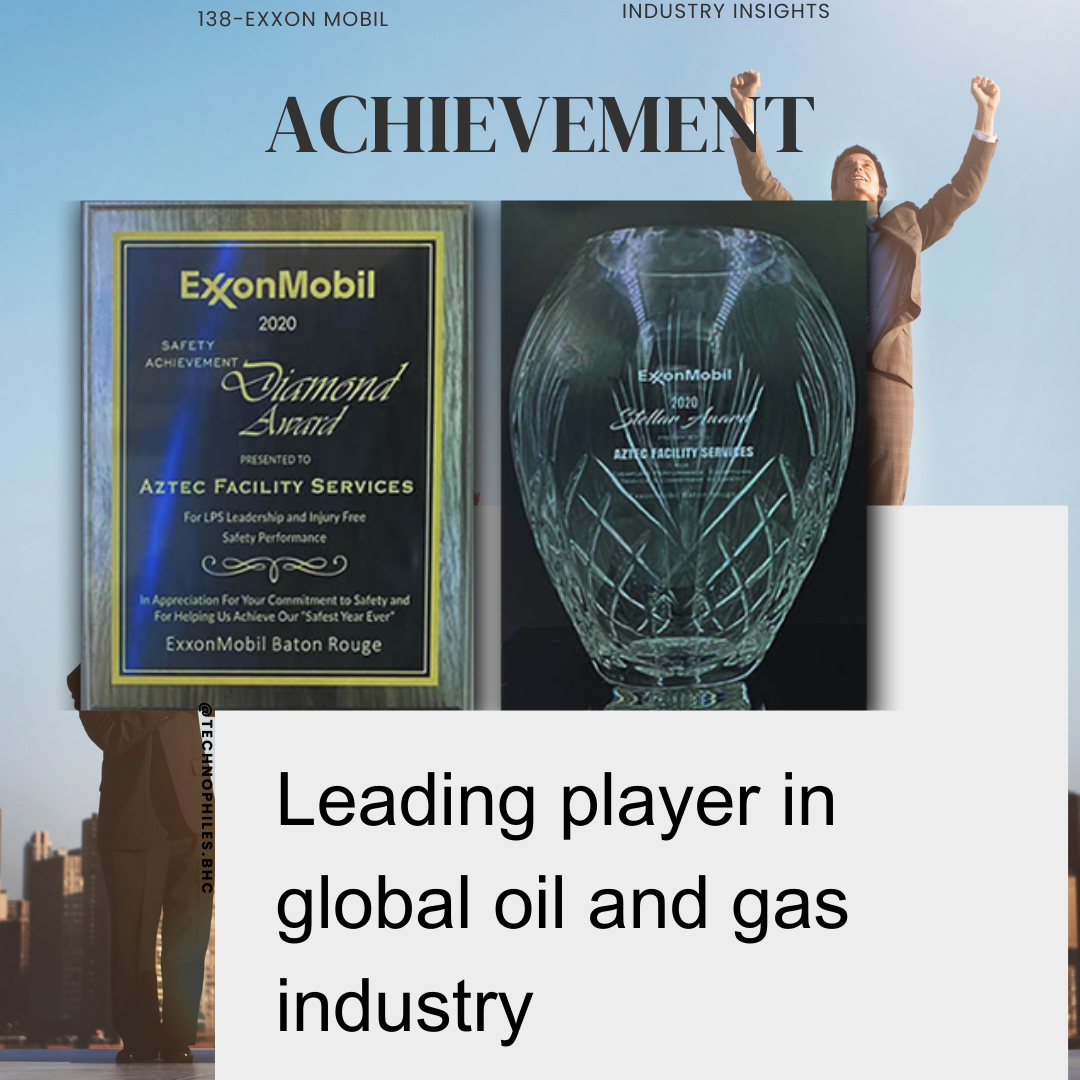 138-EXXON MOBIL
INDUSTRY INSIGHTS
ACHIEVEMENT
ExxonMobil
2020
SAFETY
ACHIEVEMENT
Diamond
Award
PRESENTED TO
AZTEC FACILITY SERVICES
For LPS Leadership and Injury Free
Safety Performance
In Appreciation For Your Commitment to Safety and
For Helping Us Achieve Our "Safest Year Ever"
ExxonMobil Baton Rouge
ExxonMobil
2020
Stellar Award
AZTEC FACILITY SERVICES
@TECHNOPHILES.BHC
Leading player in
global oil and gas
industry